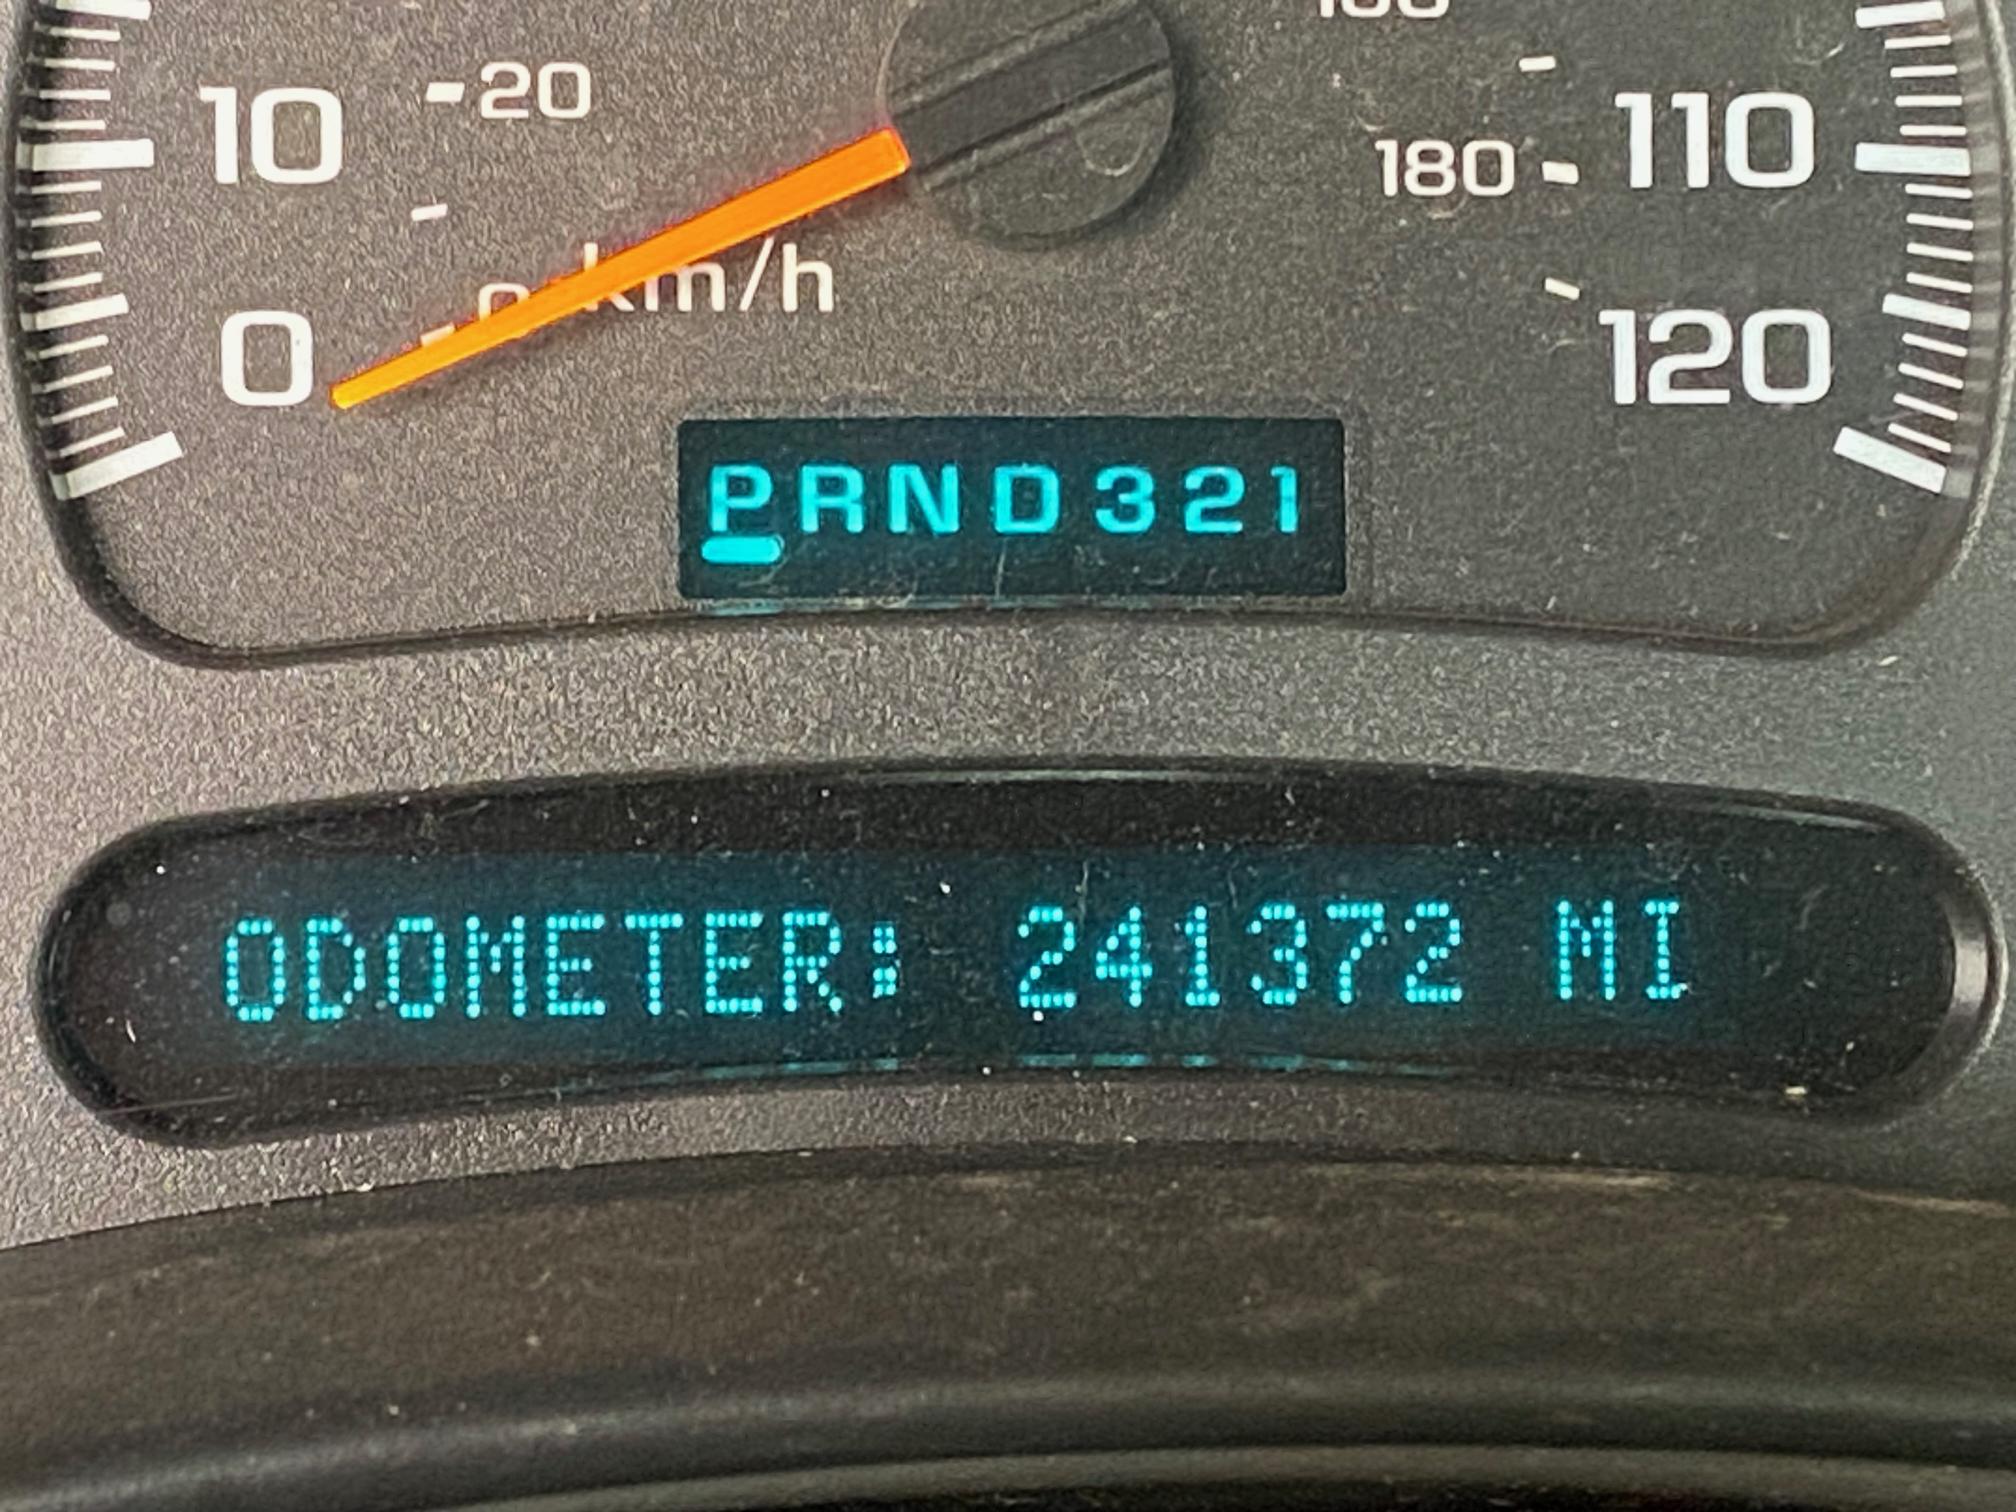 10 20 180 110
0 km/h 120
PRND321
ODOMETER: 241372 MI